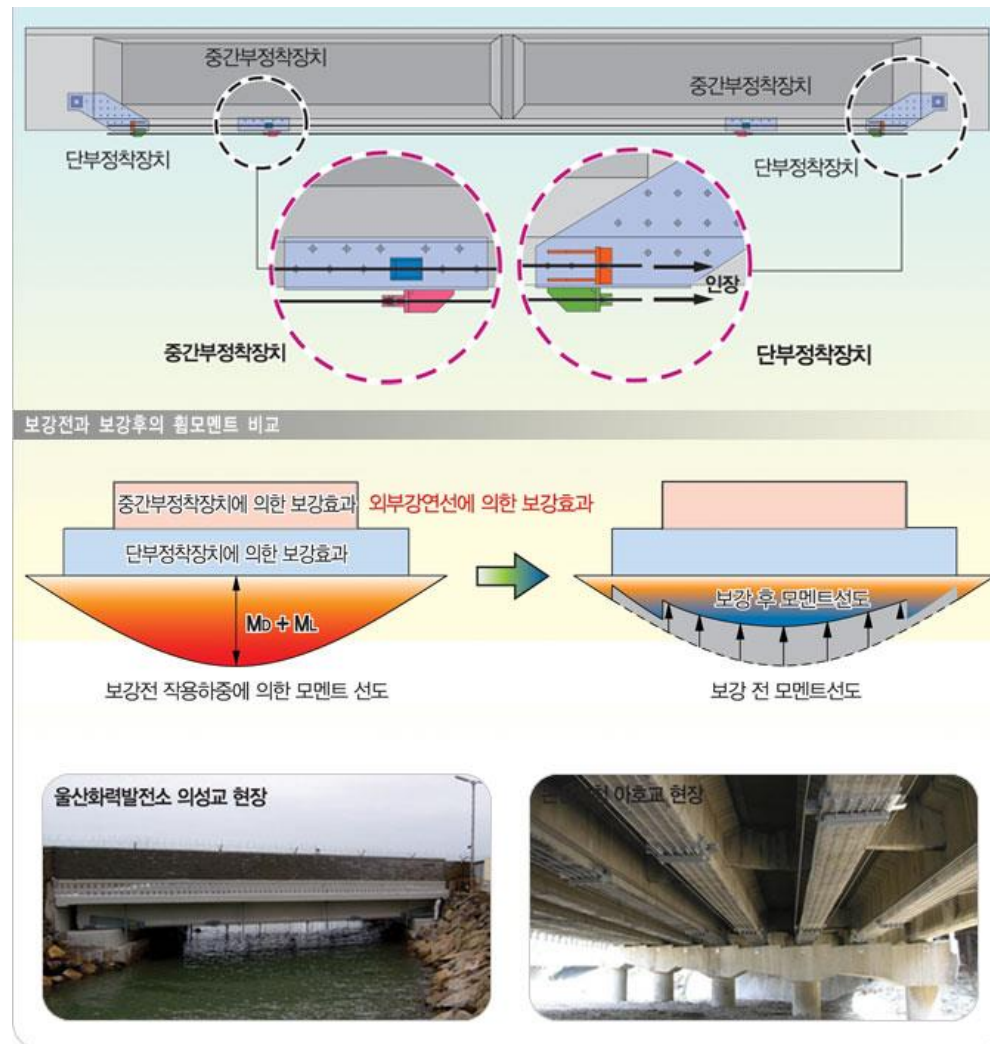 중간부정착장치
중간부정착장치
단부정착장치
단부정착장치
인장
중간부정착장치
단부정착장치
보강전과 보강후의 휨모멘트 비교
중간부정착장치에 의한 보강효과
외부강연선에 의한 보강효과
단부정착장치에 의한 보강효과
보강 후 모멘트선도
MD + ML
보강전 작용하중에 의한 모멘트 선도
보강 전 모멘트선도
울산화력발전소 의성교 현장
아호교 현장